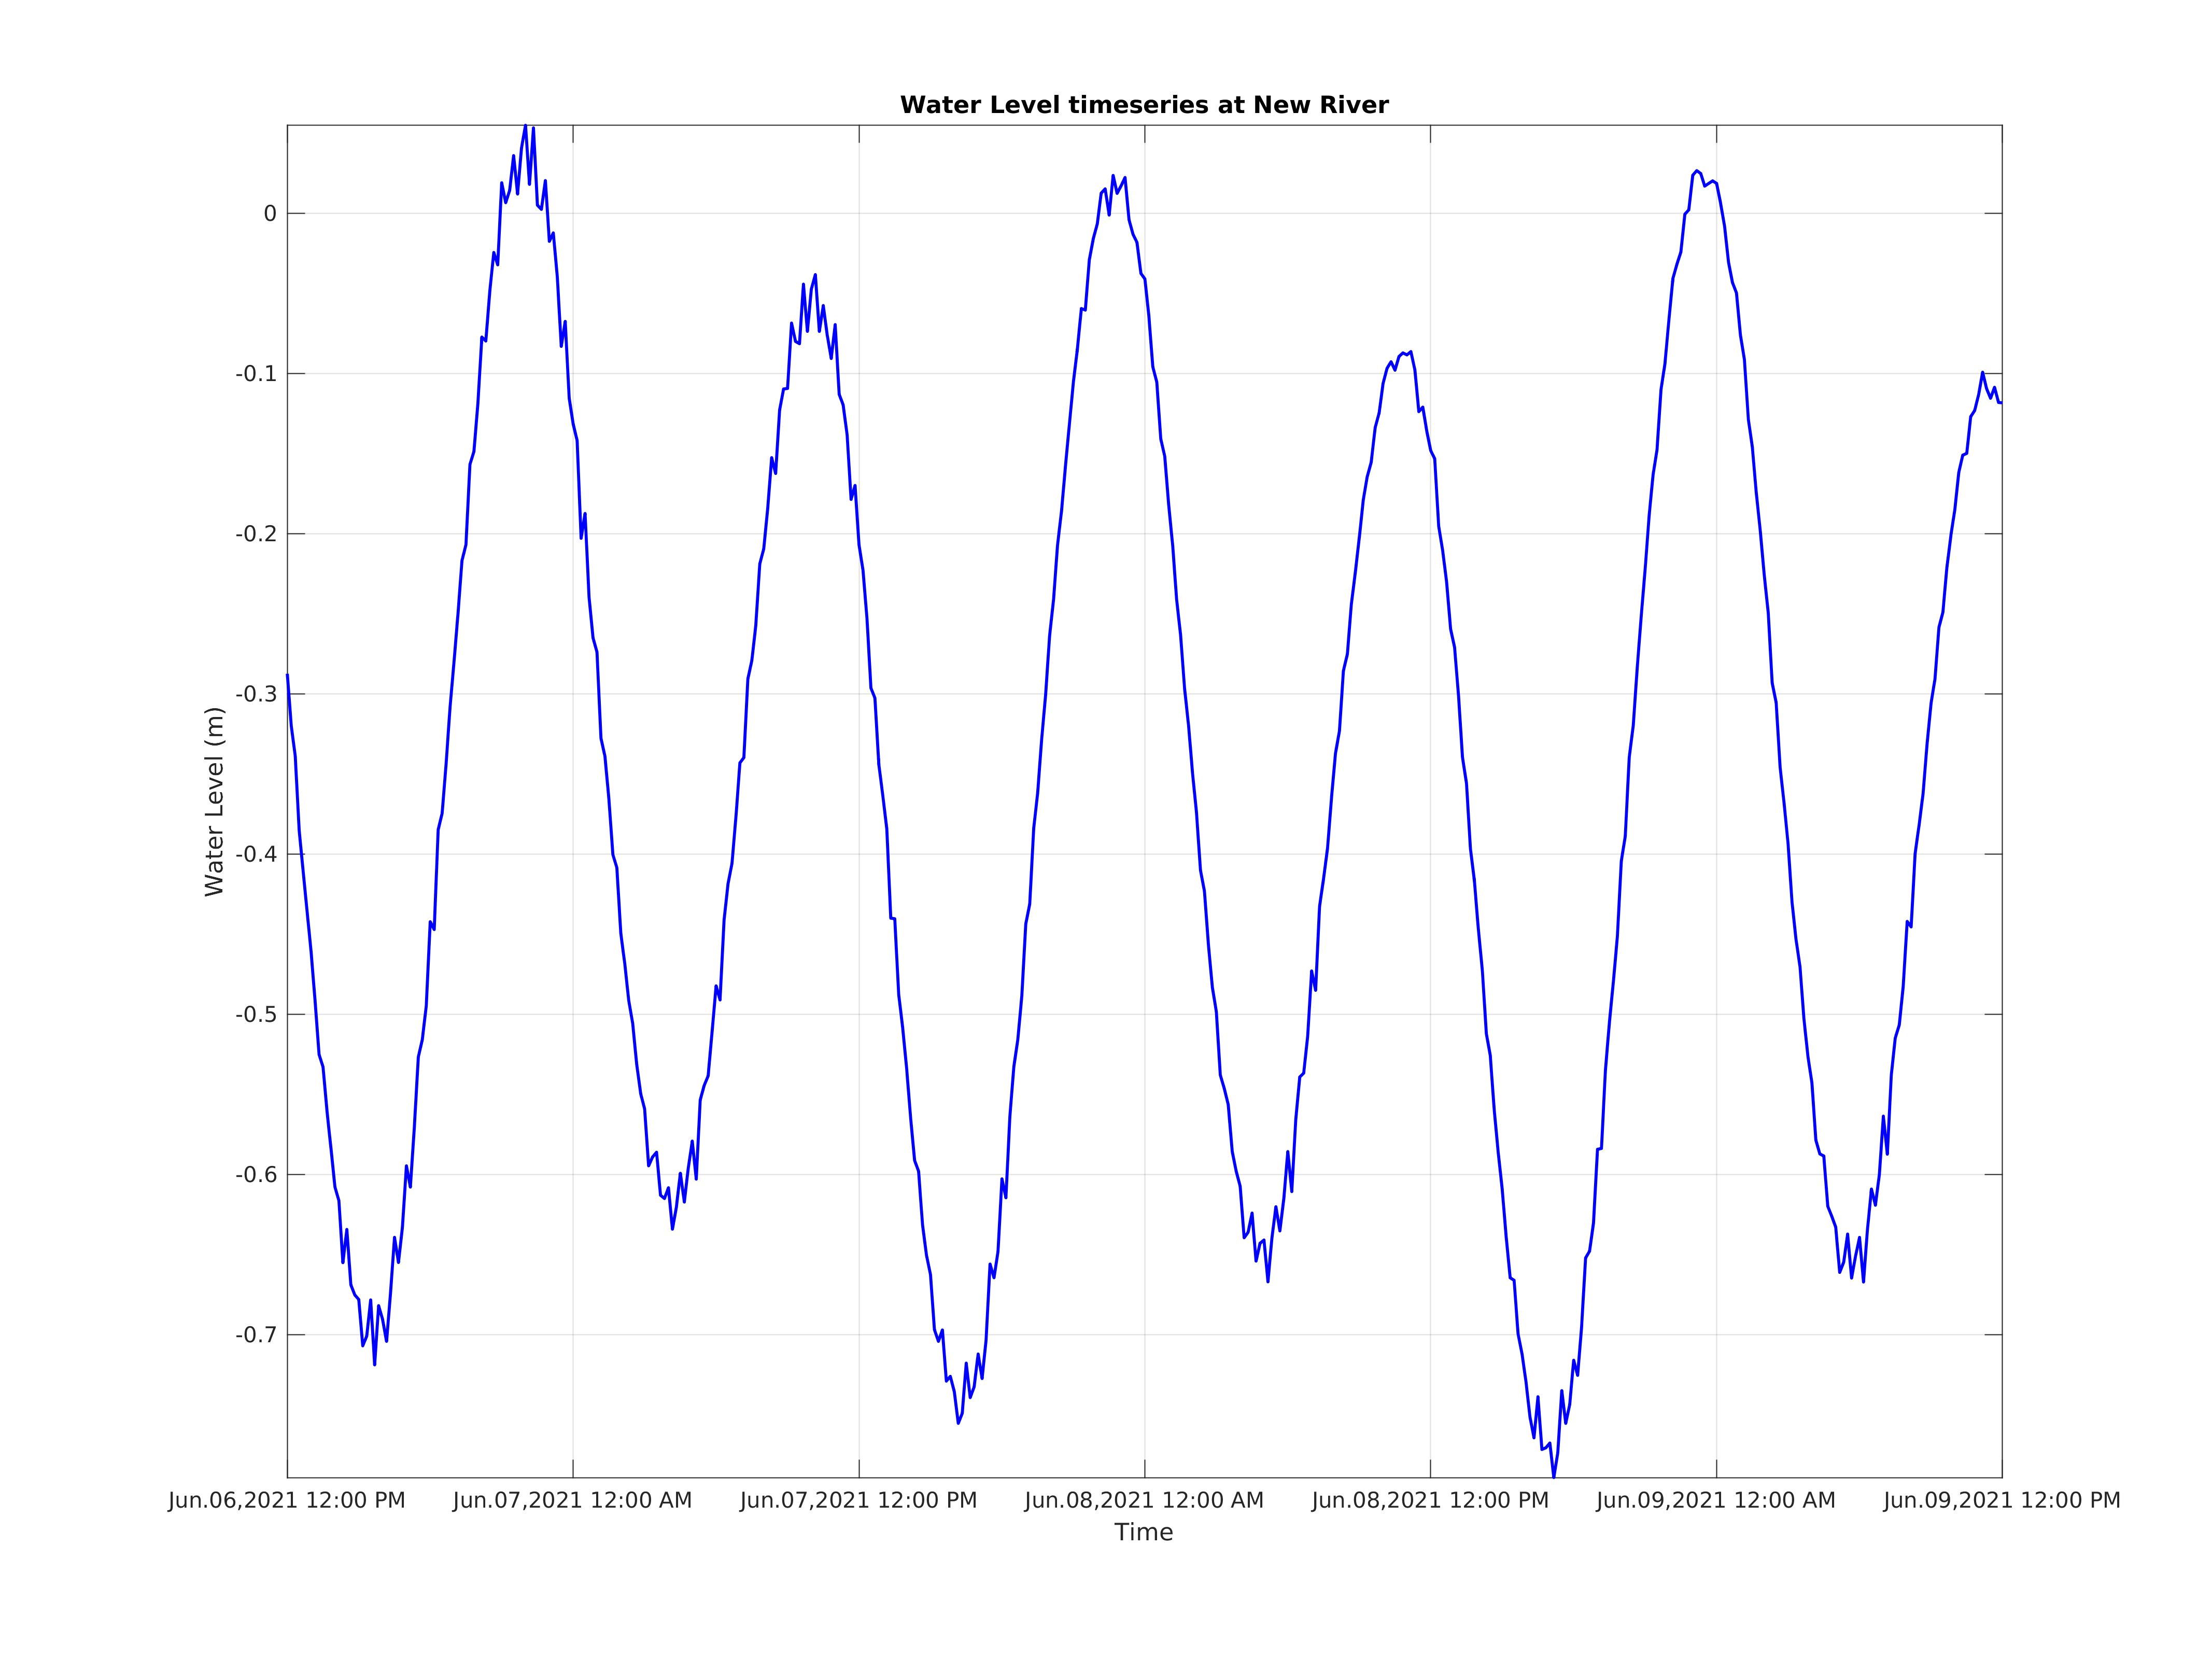 Water Level timeseries at New River
0
-0.1
-0.2
-0.3
-0.4
-0.5
-0.6
-0.7
Water Level (m)
Jun.06,2021 12:00 PM Jun.07,2021 12:00 AM Jun.07,2021 12:00 PM Jun.08,2021 12:00 AM Jun.08,2021 12:00 PM Jun.09,2021 12:00 AM Jun.09,2021 12:00 PM
Time